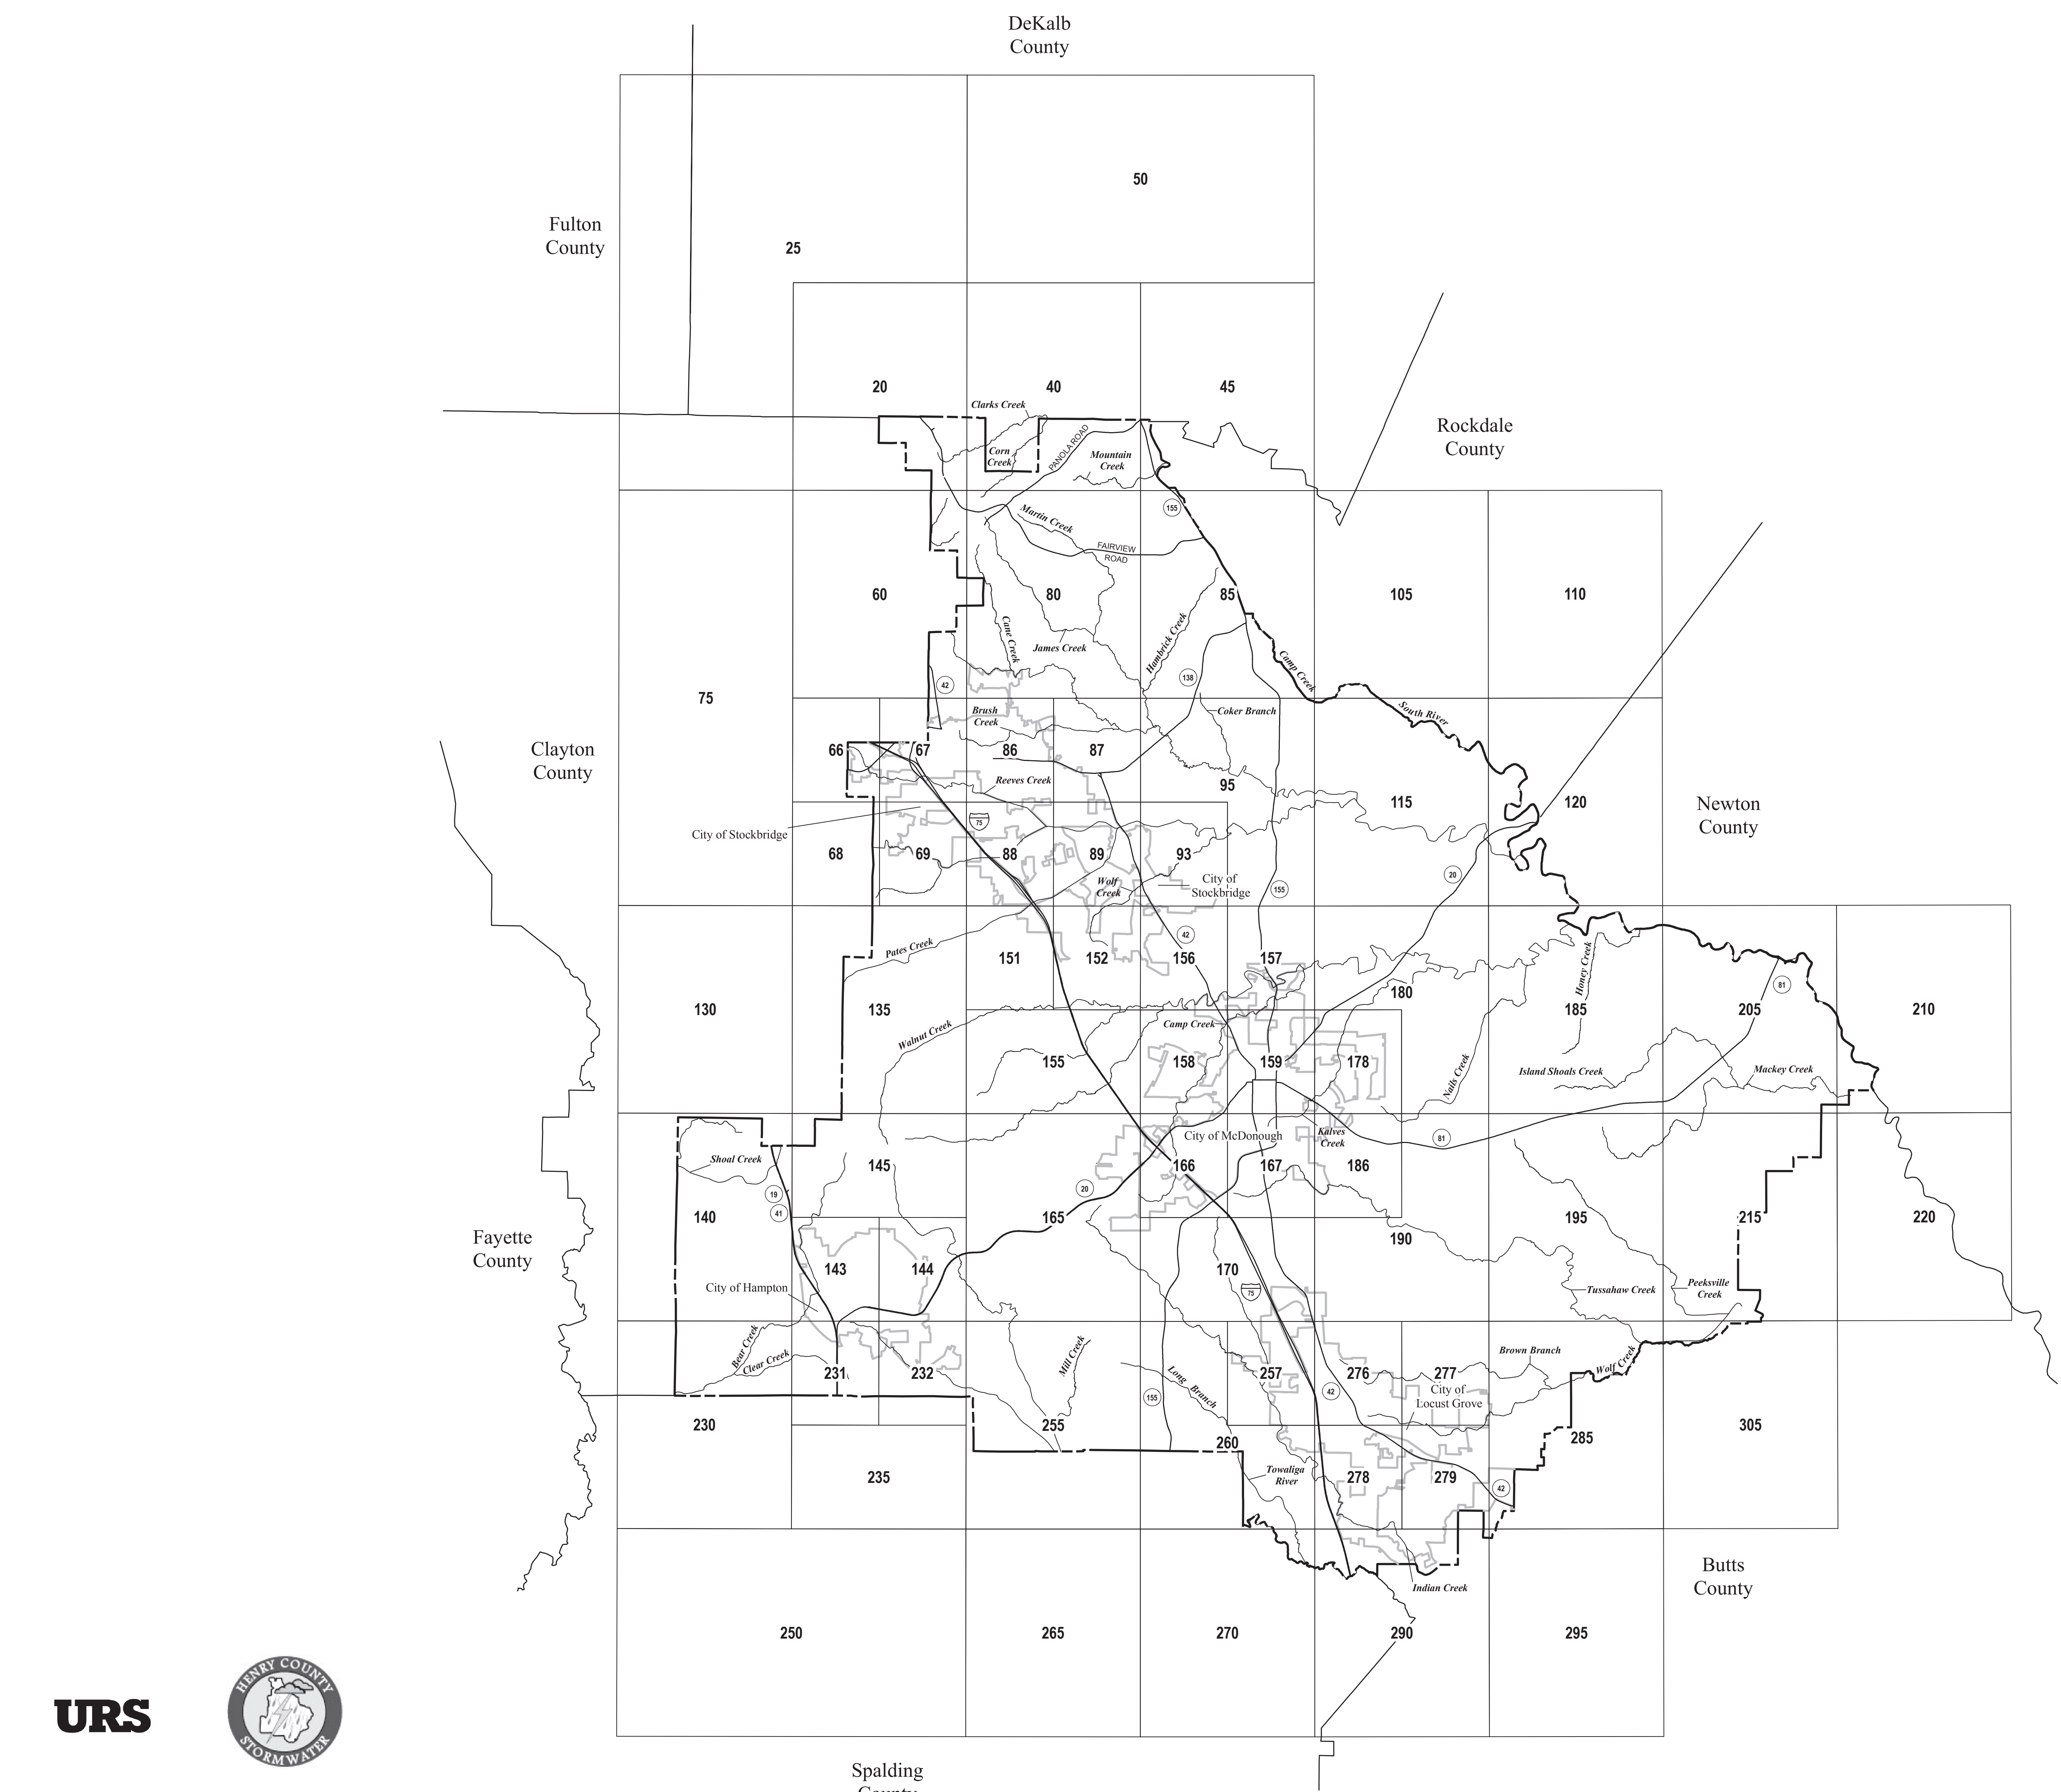 DeKalb
County
50
Fulton
County
25
20
40
45
Clarks Creek
Rockdale
County
Corn
Creek
PANOLA ROAD
Mountain
Creek
155
Martin Creek
FAIRVIEW
ROAD
60
80
85
105
110
Cane Creek
James Creek
Hambrick Creek
Camp Creek
138
42
75
South River
Brush
Creek
Coker Branch
Clayton
County
66
67
86
87
Reeves Creek
95
115
120
Newton
County
75
City of Stockbridge
68
69
88
89
93
Wolf
Creek
City of
Stockbridge
155
20
42
Pates Creek
151
152
156
157
180
Honey Creek
81
130
135
185
205
210
Walnut Creek
Camp Creek
155
158
159
178
Nails Creek
Island Shoals Creek
Mackey Creek
City of McDonough
Kalves
Creek
81
Shoal Creek
145
166
167
186
19
41
20
140
165
190
195
215
220
Fayette
County
143
144
170
75
City of Hampton
Tussahaw Creek
Peeksville
Creek
Bear Creek
Clear Creek
Mill Creek
Long Branch
Brown Branch
Wolf Creek
231
232
257
276
277
42
155
City of
Locust Grove
230
255
260
285
305
235
Towaliga
River
278
279
42
Butts
County
Indian Creek
250
265
270
290
295
URS
HENRY COUNTY
STORMWATER
Spalding
County